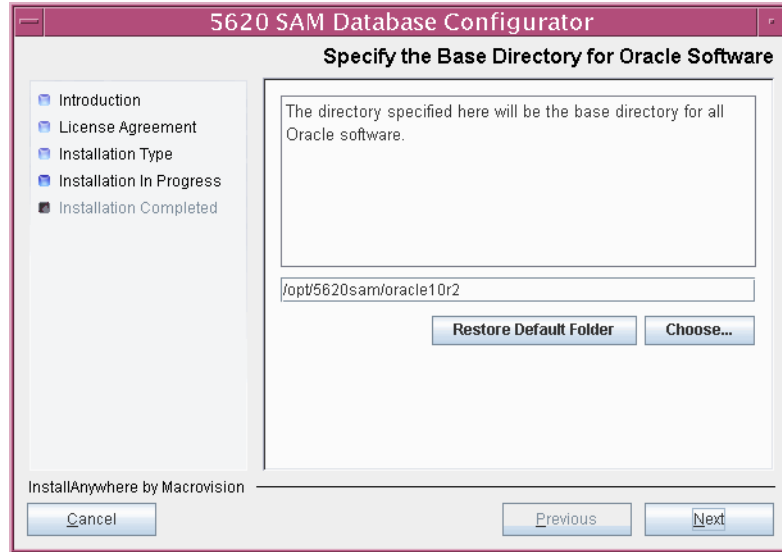 5620 SAM Database Configurator
Specify the Base Directory for Oracle Software
Introduction
License Agreement
Installation Type
Installation In Progress
Installation Completed
The directory specified here will be the base directory for all
Oracle software.
/opt/5620sam/oracle10r2
Restore Default Folder
Choose...
InstallAnywhere by Macrovision
Cancel
Previous
Next